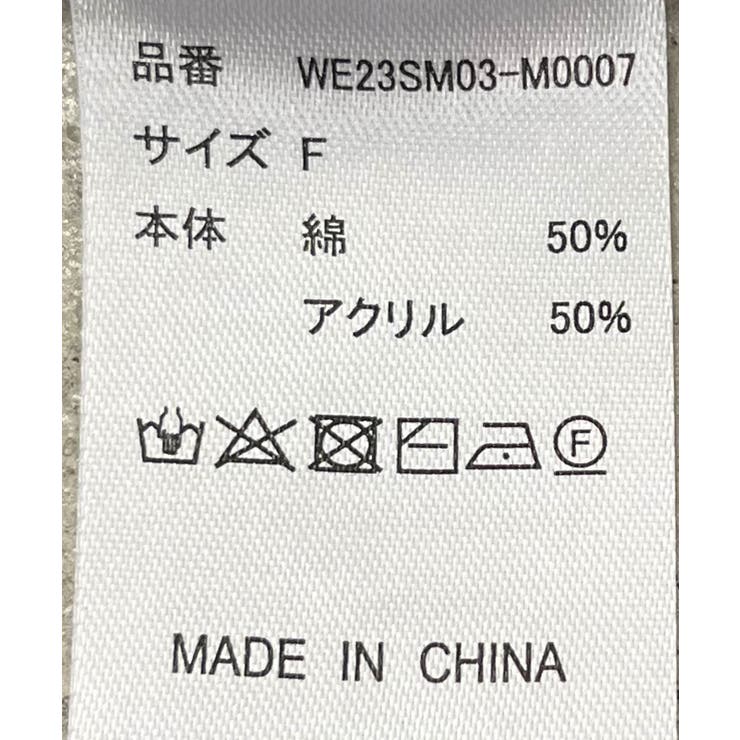 品番 WE23SM03-M0007
サイズ F
本体 綿 50%
アクリル 50%
F
MADE IN CHINA